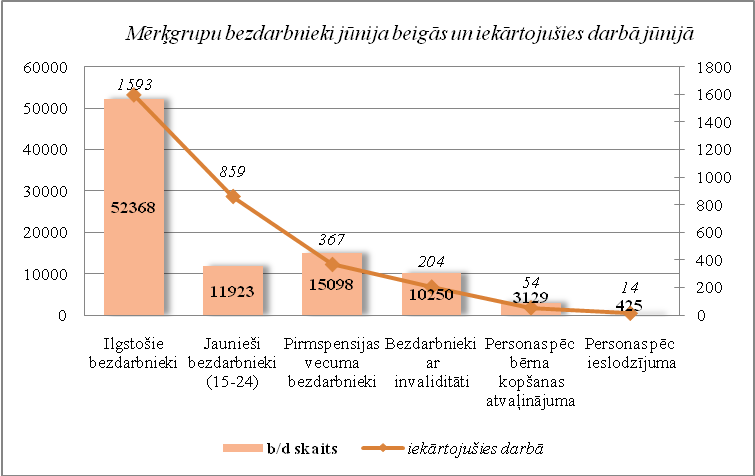 Mērķgrupu bezdarbnieki jūnija beigās un iekārtojušies darbā jūnijā
60000
50000
40000
30000
20000
10000
0
1800
1600
1400
1200
1000
800
600
400
200
0
1593
859
367
204
54
14
52368
11923
15098
10250
3129
425
Ilgstošie
bezdarbnieki
Jaunieši
bezdarbnieki
(15-24)
Pirmspensijas
vecuma
bezdarbnieki
Bezdarbnieki
ar
invaliditāti
Personas pēc
bērna
kopšanas
atvaļinājuma
Personas pēc
ieslodzījuma
b/d skaits
iekārtojušies darbā